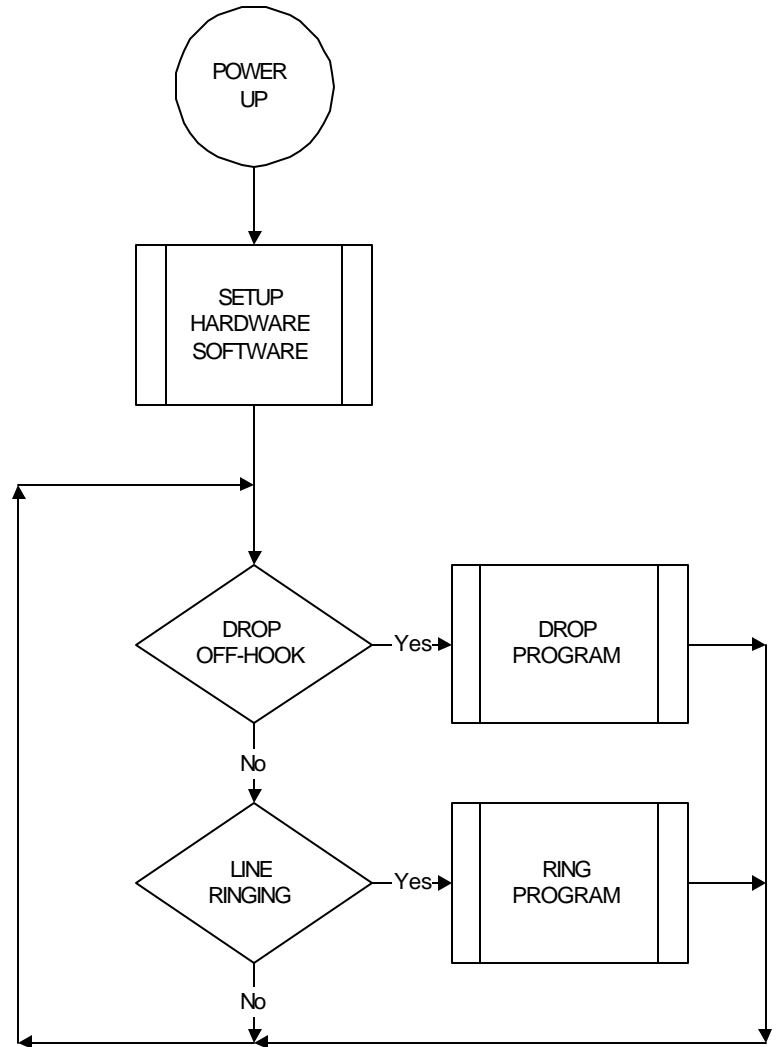 POWER
UP
SETUP
HARDWARE
SOFTWARE
DROP
OFF-HOOK
Yes
DROP
PROGRAM
No
LINE
RINGING
Yes
RING
PROGRAM
No